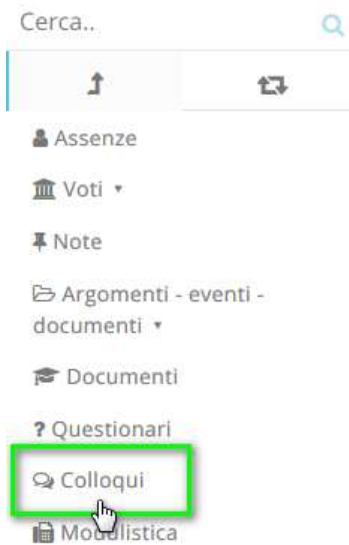 Cerca..
Assenze
Voti
Note
Argomenti - eventi -
documenti
Documenti
? Questionari
Colloqui
Modulistica